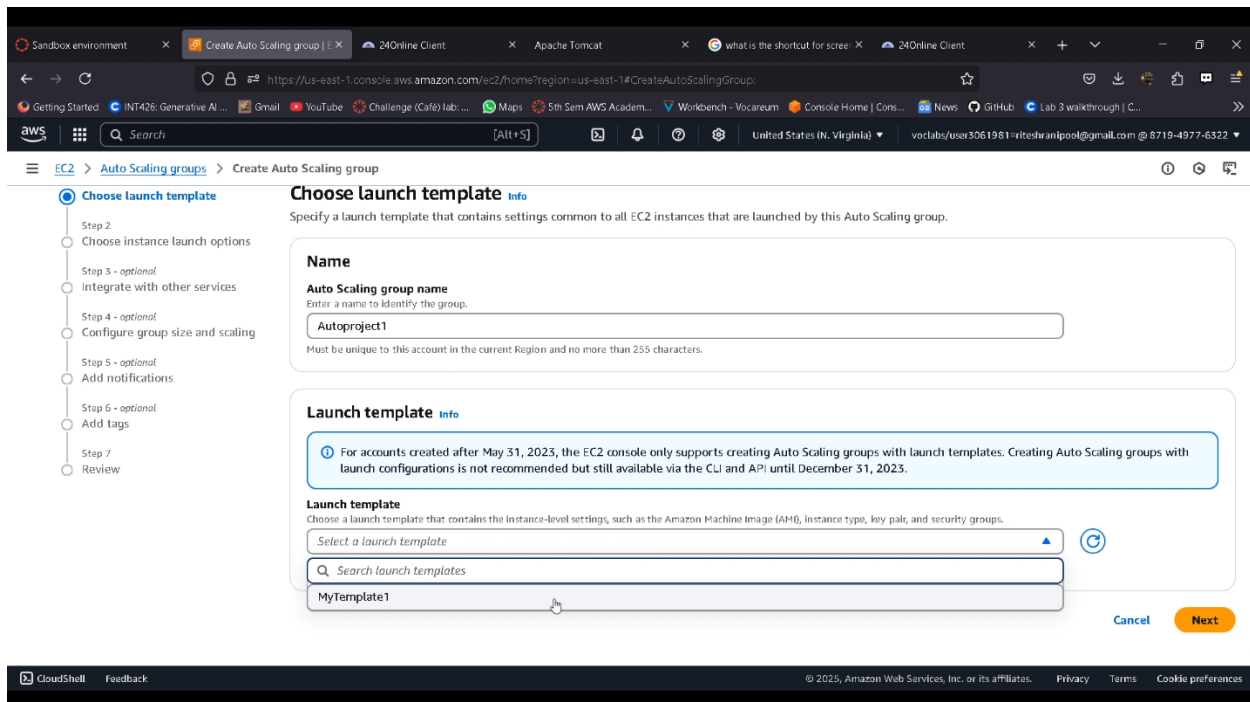 Sandbox environment
Create Auto Scaling group | E
24Online Client
Apache Tomcat
what is the shortcut for screer
24Online Client
https://us-east-1.console.aws.amazon.com/ec2/home?region=us-east-1#CreateAutoScalingGroup:
Getting Started
INT426: Generative AI ...
Gmail
YouTube
Challenge (Café) lab: ...
Maps
5th Sem AWS Academ...
Workbench - Vocareum
Console Home | Cons...
News
GitHub
Lab 3 walkthrough | C...
aws
Search
[Alt+S]
United States (N. Virginia)
voclabs/user3061981=riteshranipool@gmail.com @ 8719-4977-6322
EC2 > Auto Scaling groups > Create Auto Scaling group
Choose launch template
Step 2
Choose instance launch options
Step 3 - optional
Integrate with other services
Step 4 - optional
Configure group size and scaling
Step 5 - optional
Add notifications
Step 6 - optional
Add tags
Step 7
Review
Choose launch template Info
Specify a launch template that contains settings common to all EC2 instances that are launched by this Auto Scaling group.
Name
Auto Scaling group name
Enter a name to identify the group.
Autoproject1
Must be unique to this account in the current Region and no more than 255 characters.
Launch template Info
For accounts created after May 31, 2023, the EC2 console only supports creating Auto Scaling groups with launch templates. Creating Auto Scaling groups with
launch configurations is not recommended but still available via the CLI and API until December 31, 2023.
Launch template
Choose a launch template that contains the instance-level settings, such as the Amazon Machine Image (AMI), instance type, key pair, and security groups.
Select a launch template
Search launch templates
MyTemplate1
Cancel
Next
CloudShell
Feedback
© 2025, Amazon Web Services, Inc. or its affiliates.
Privacy
Terms
Cookie preferences